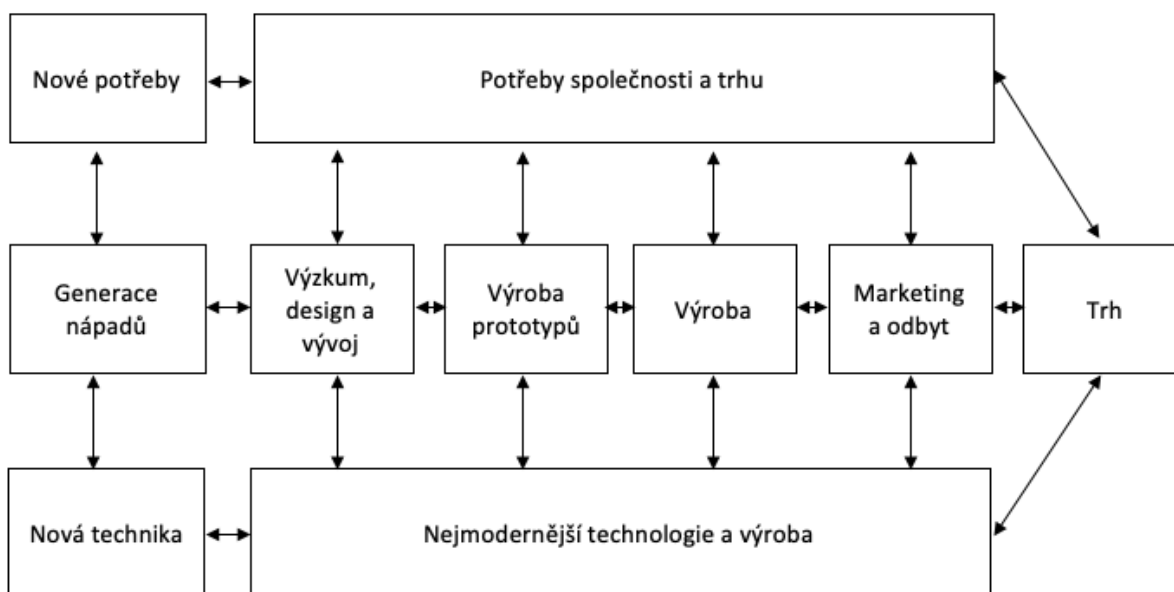 Nové potřeby
Potřeby společnosti a trhu
Generace
nápadů
Výzkum,
design a
vývoj
Výroba
prototypů
Výroba
Marketing
a odbyt
Trh
Nová technika
Nejmodernější technologie a výroba